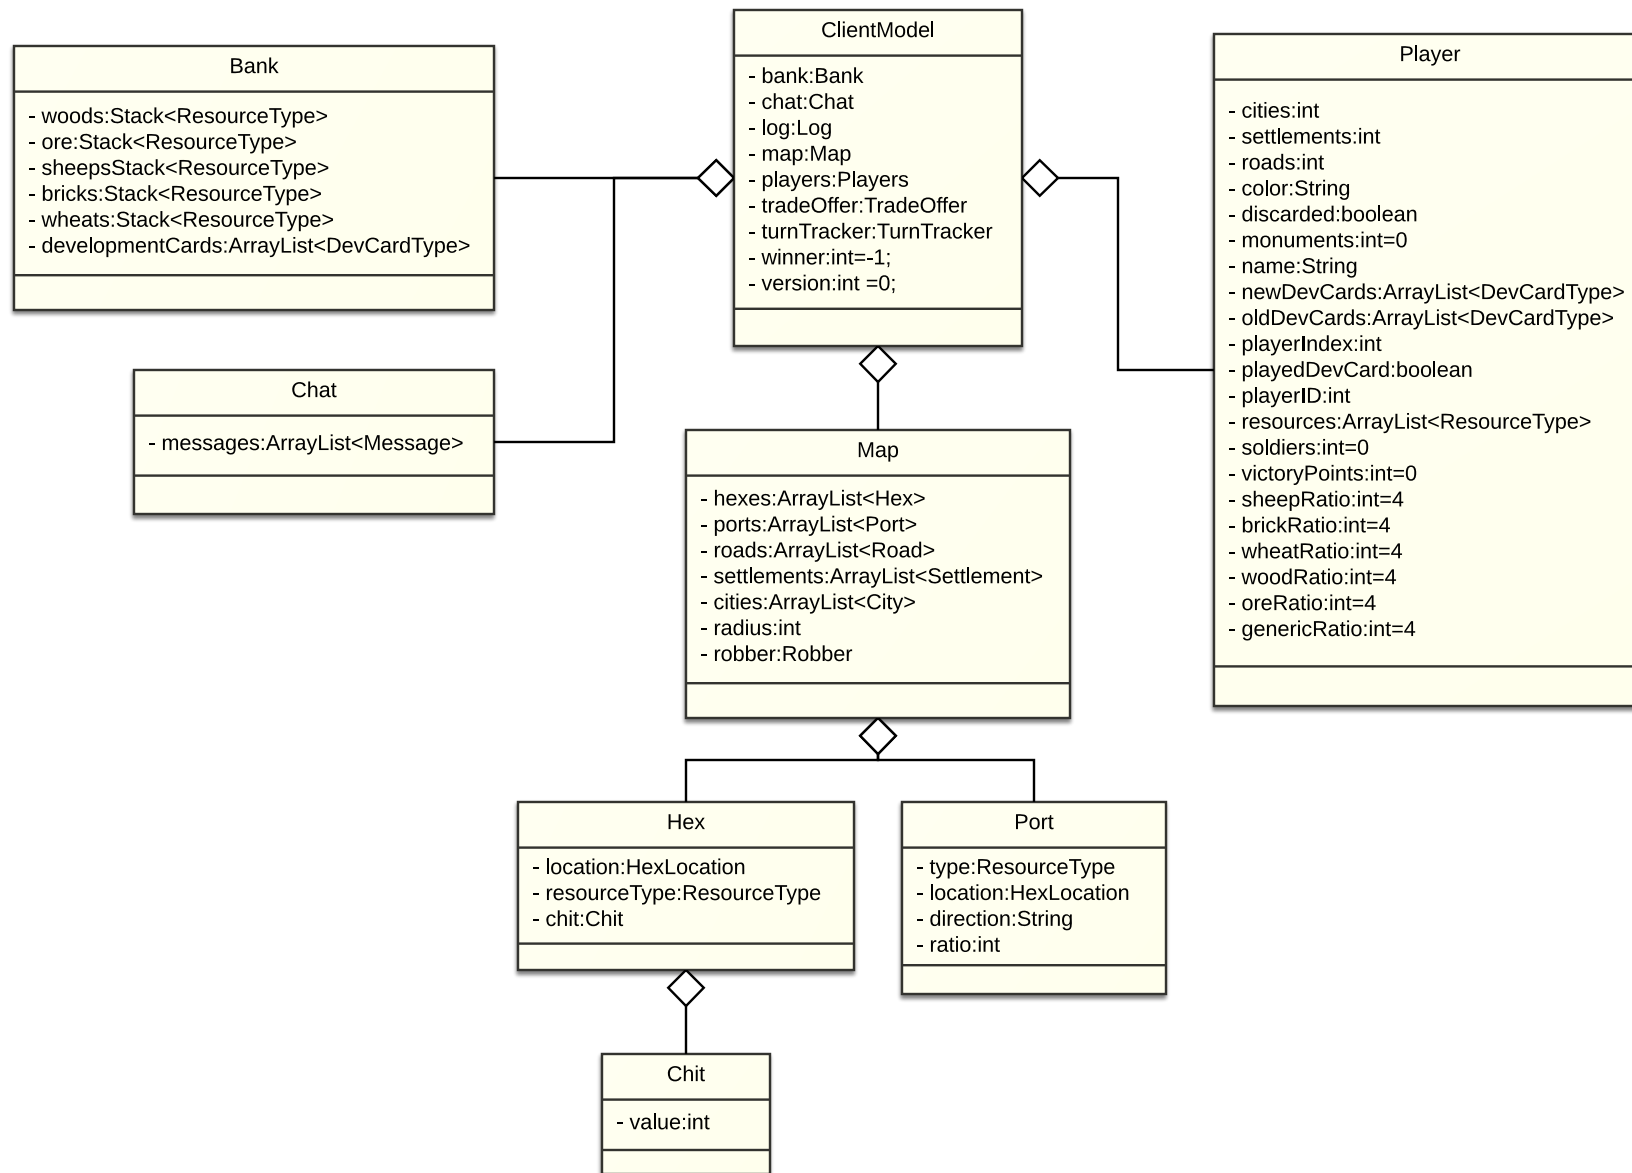 Bank
- woods:Stack<ResourceType>
- ore:Stack<ResourceType>
- sheepsStack<ResourceType>
- bricks:Stack<ResourceType>
- wheats:Stack<ResourceType>
- developmentCards:ArrayList<DevCardType>
Chat
- messages:ArrayList<Message>
ClientModel
- bank:Bank
- chat:Chat
- log:Log
- map:Map
- players:Players
- tradeOffer:TradeOffer
- turnTracker:TurnTracker
- winner:int=-1;
- version:int =0;
Player
- cities:int
- settlements:int
- roads:int
- color:String
- discarded:boolean
- monuments:int=0
- name:String
- newDevCards:ArrayList<DevCardType>
- oldDevCards:ArrayList<DevCardType>
- playerIndex:int
- playedDevCard:boolean
- playerID:int
- resources:ArrayList<ResourceType>
- soldiers:int=0
- victoryPoints:int=0
- sheepRatio:int=4
- brickRatio:int=4
- wheatRatio:int=4
- woodRatio:int=4
- oreRatio:int=4
- genericRatio:int=4
Map
- hexes:ArrayList<Hex>
- ports:ArrayList<Port>
- roads:ArrayList<Road>
- settlements:ArrayList<Settlement>
- cities:ArrayList<City>
- radius:int
- robber:Robber
Hex
- location:HexLocation
- resourceType:ResourceType
- chit:Chit
Port
- type:ResourceType
- location:HexLocation
- direction:String
- ratio:int
Chit
- value:int